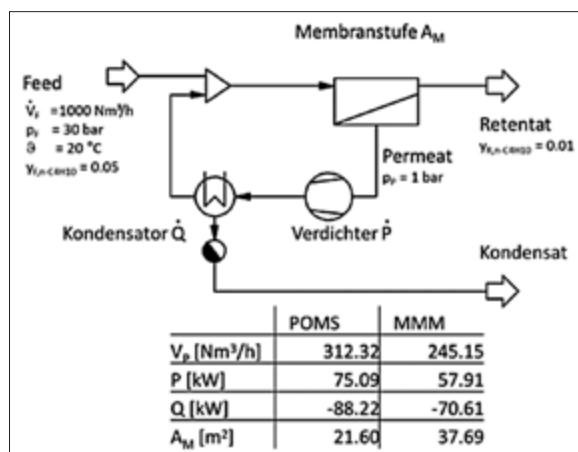 Membranstufe A_M
Feed
V̇_F = 1000 Nm³/h
p_F = 30 bar
ϑ = 20 °C
y_F,n-C4H10 = 0.05
Retentat
y_R,n-C4H10 = 0.01
Permeat
p_P = 1 bar
Kondensator Q̇
Verdichter Ṗ
Kondensat
POMS MMM
V_P [Nm³/h] 312.32 245.15
P [kW] 75.09 57.91
Q [kW] -88.22 -70.61
A_M [m²] 21.60 37.69